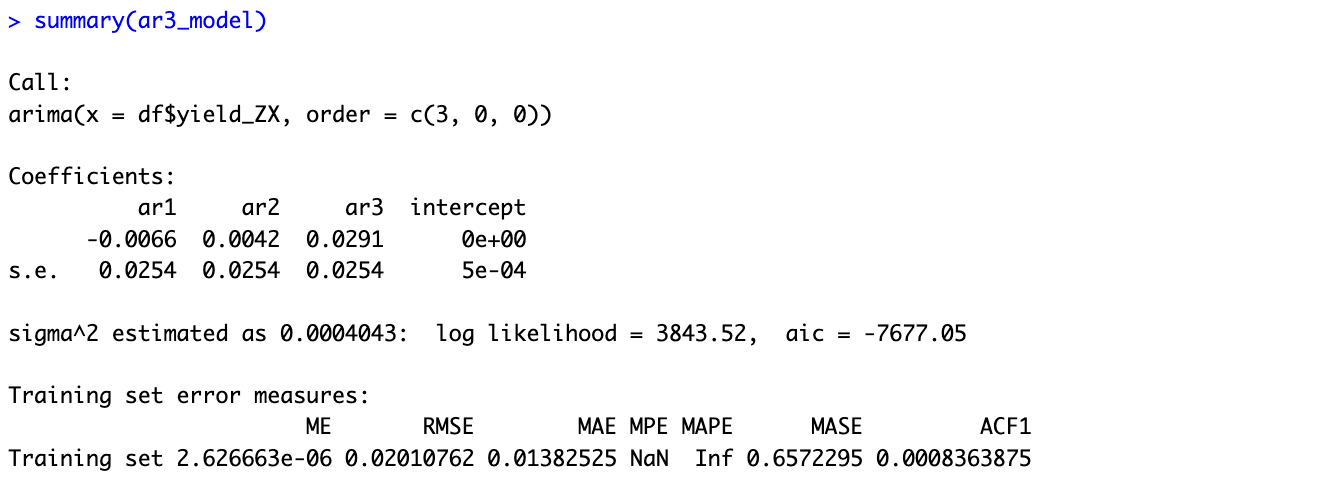 > summary(ar3_model)
Call:
arima(x = df$yield_ZX, order = c(3, 0, 0))
Coefficients:
          ar1     ar2     ar3  intercept
      -0.0066  0.0042  0.0291      0e+00
s.e.   0.0254  0.0254  0.0254      5e-04
sigma^2 estimated as 0.0004043:  log likelihood = 3843.52,  aic = -7677.05
Training set error measures:
                       ME       RMSE        MAE MPE MAPE      MASE         ACF1
Training set 2.626663e-06 0.02010762 0.01382525 NaN  Inf 0.6572295 0.0008363875